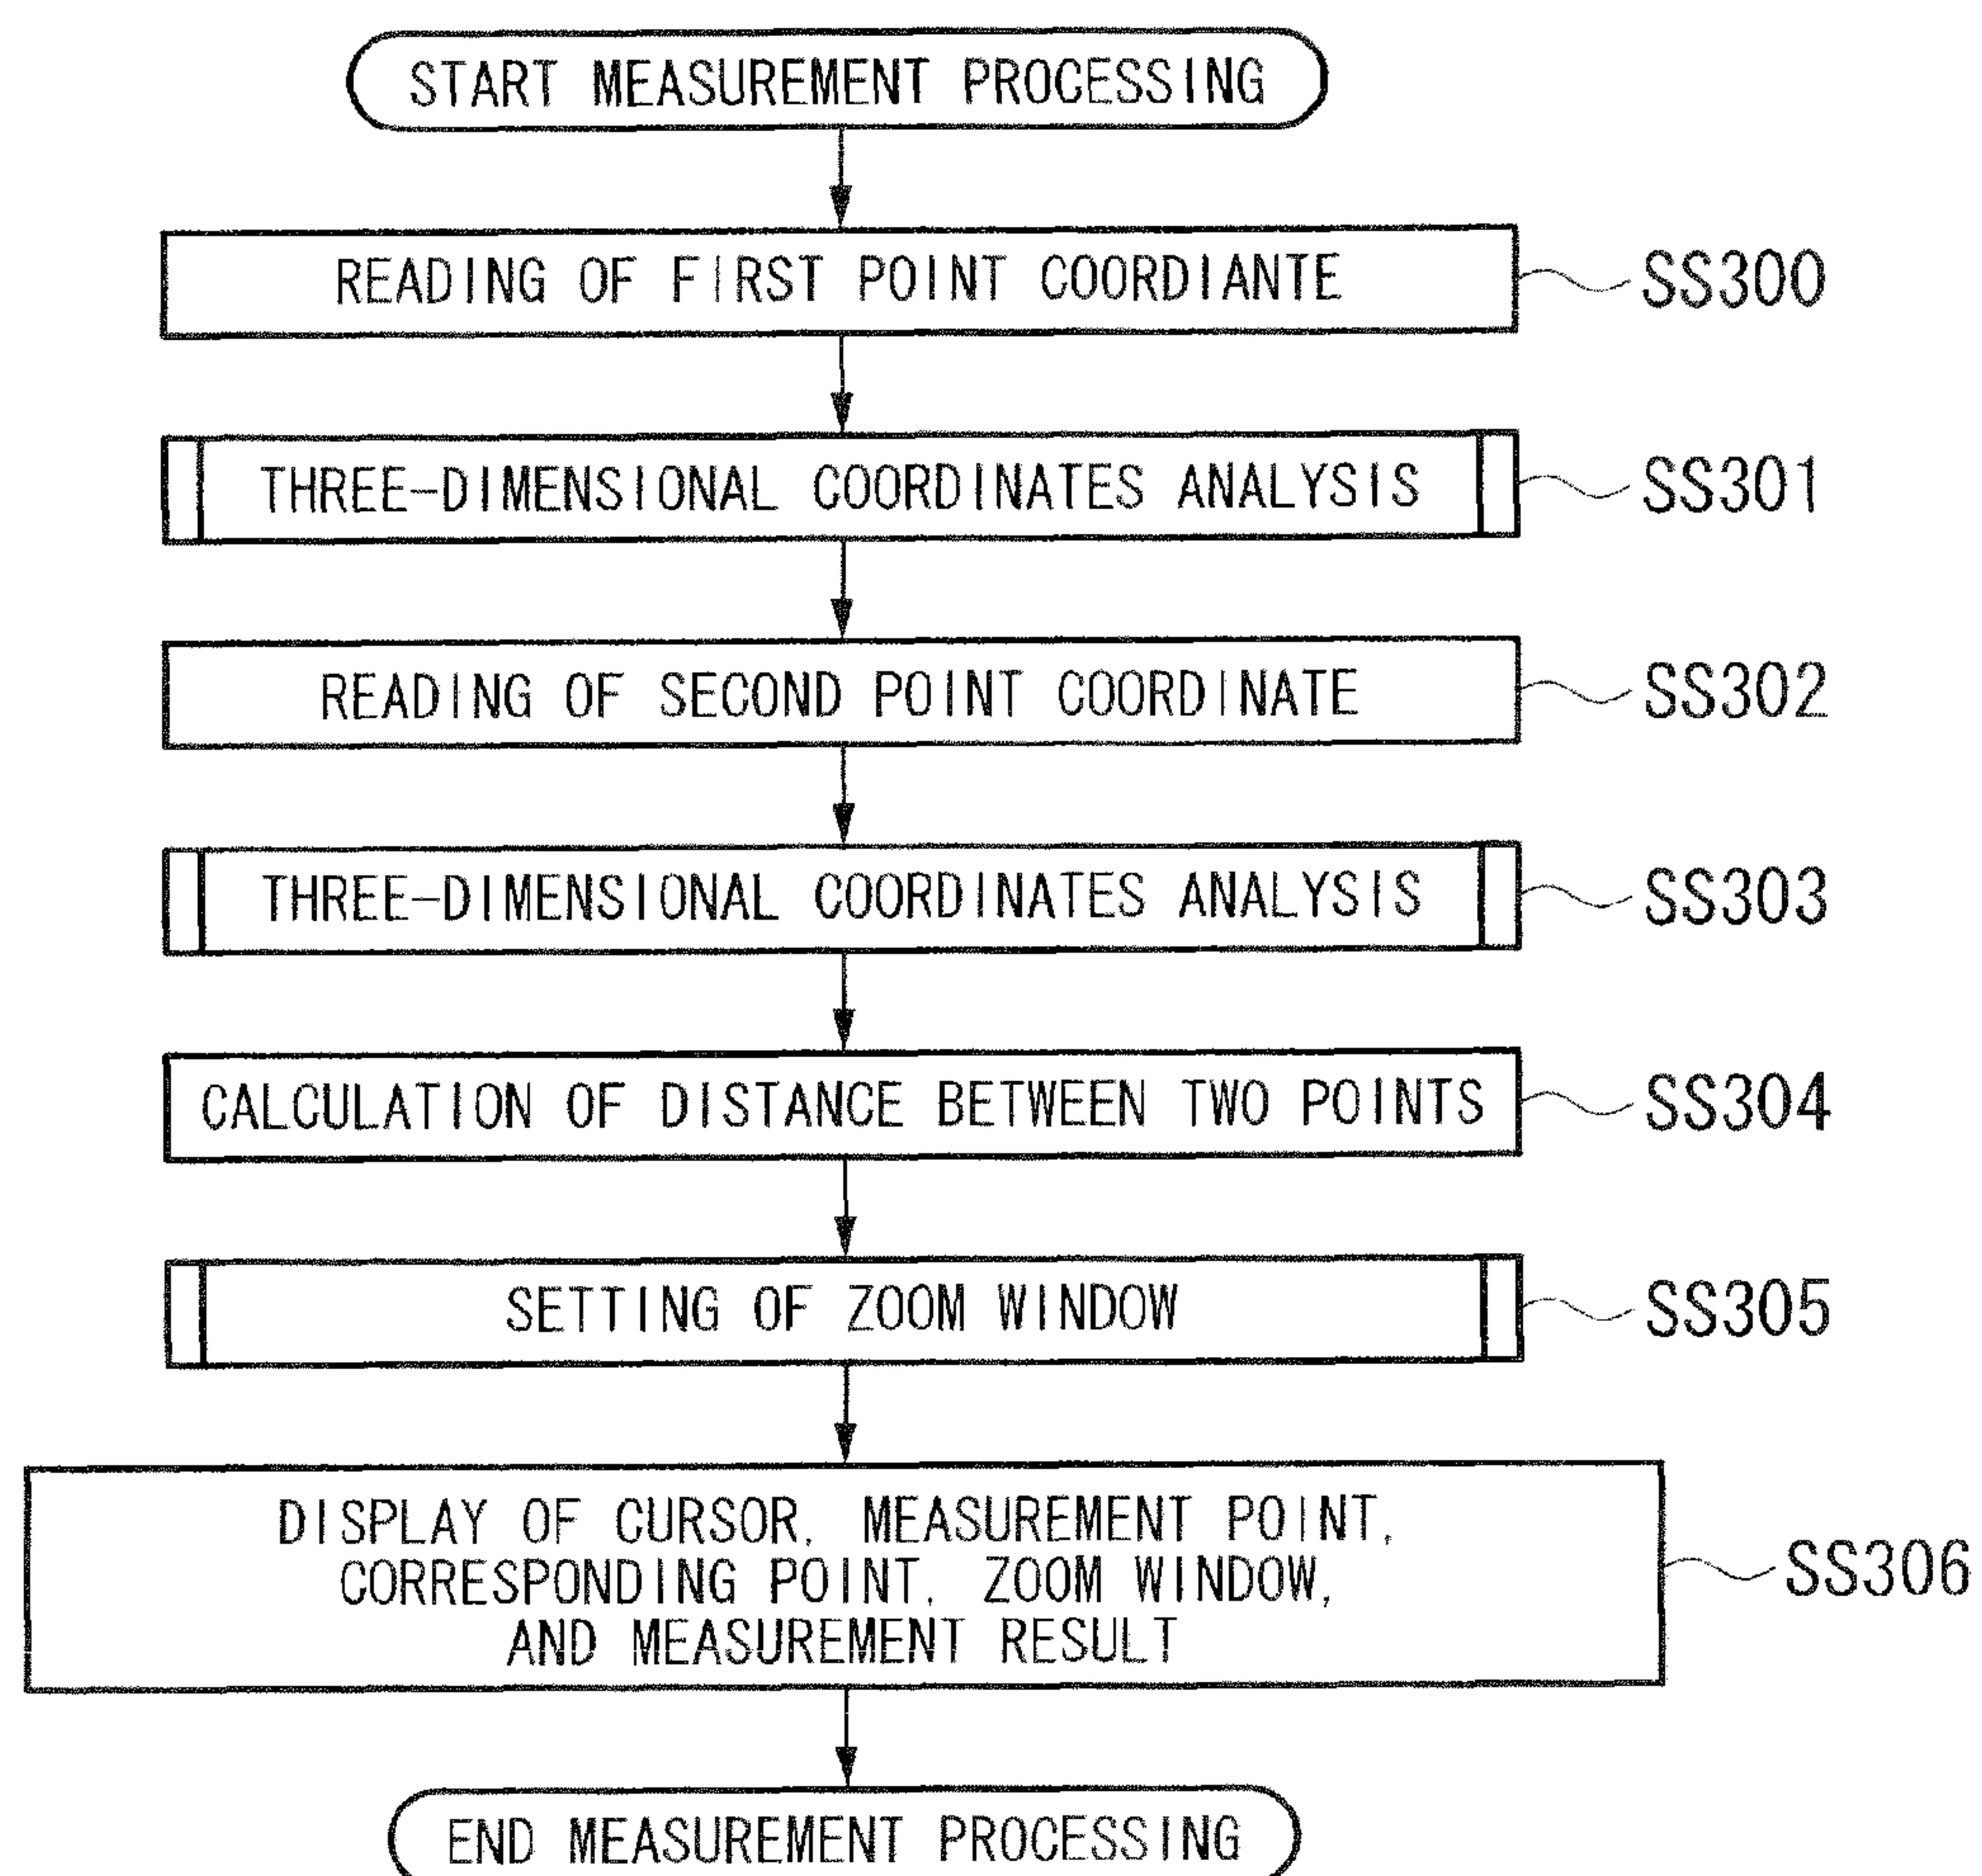 START MEASUREMENT PROCESSING
READING OF FIRST POINT COORDIANTE
SS300
THREE-DIMENSIONAL COORDINATES ANALYSIS
SS301
READING OF SECOND POINT COORDINATE
SS302
THREE-DIMENSIONAL COORDINATES ANALYSIS
SS303
CALCULATION OF DISTANCE BETWEEN TWO POINTS
SS304
SETTING OF ZOOM WINDOW
SS305
DISPLAY OF CURSOR, MEASUREMENT POINT,
CORRESPONDING POINT, ZOOM WINDOW,
AND MEASUREMENT RESULT
SS306
END MEASUREMENT PROCESSING